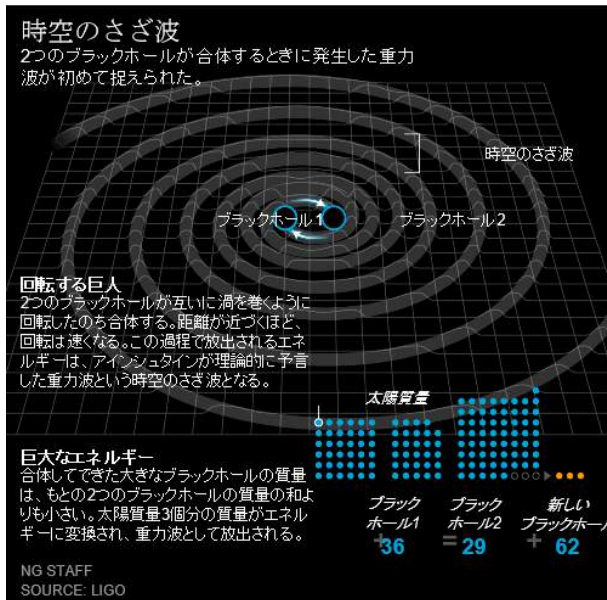 時空のさざ波
2つのブラックホールが合体するときに発生した重力
波が初めて捉えられた。
時空のさざ波
ブラックホール1
ブラックホール2
回転する巨人
2つのブラックホールが互いに渦を巻くように
回転したのち合体する。距離が近づくほど、
回転は速くなる。この過程で放出されるエネ
ルギーは、アインシュタインが理論的に予言
した重力波という時空のさざ波となる。
太陽質量
巨大なエネルギー
合体してできた大きなブラックホールの質量
は、もとの2つのブラックホールの質量の和よ
りも小さい。太陽質量3個分の質量がエネル
ギーに変換され、重力波として放出される。
ブラック
ホール1
ブラック
ホール2
新しい
ブラックホール
+36 = 29 + 62
NG STAFF
SOURCE: LIGO